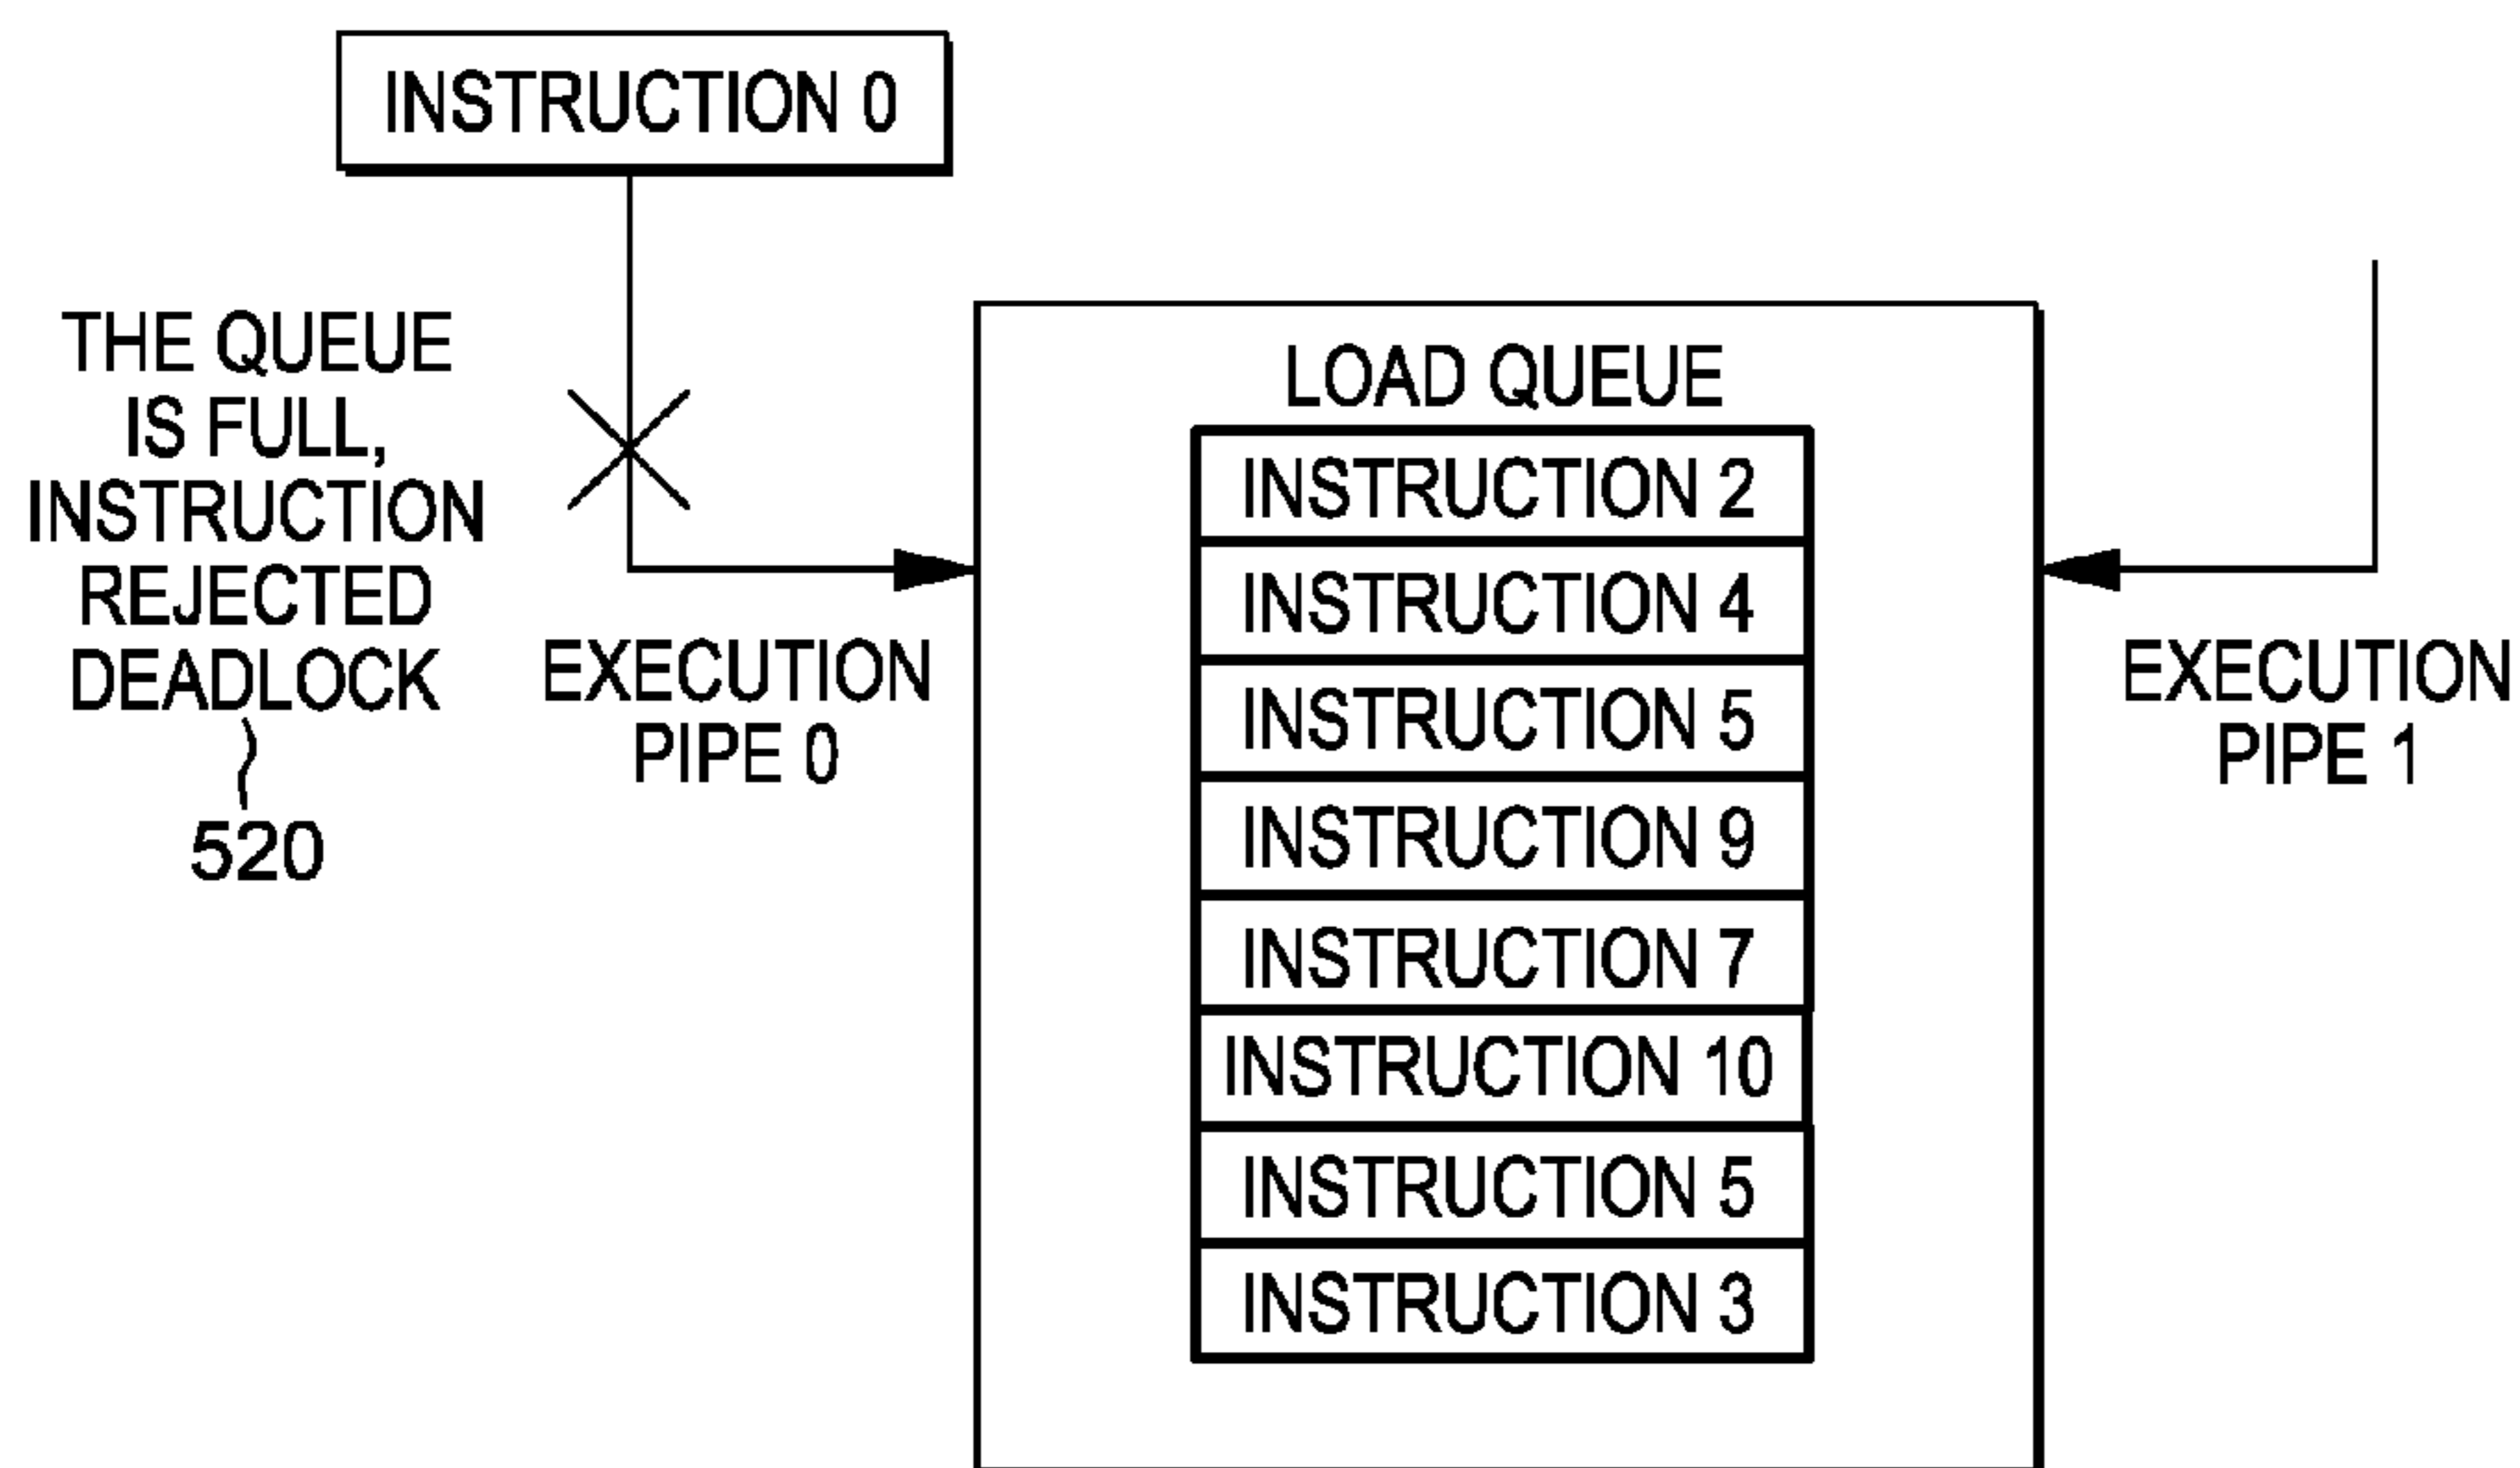 INSTRUCTION 0
THE QUEUE
IS FULL,
INSTRUCTION
REJECTED
DEADLOCK
520
EXECUTION
PIPE 0
LOAD QUEUE
INSTRUCTION 2
INSTRUCTION 4
INSTRUCTION 5
INSTRUCTION 9
INSTRUCTION 7
INSTRUCTION 10
INSTRUCTION 5
INSTRUCTION 3
EXECUTION
PIPE 1